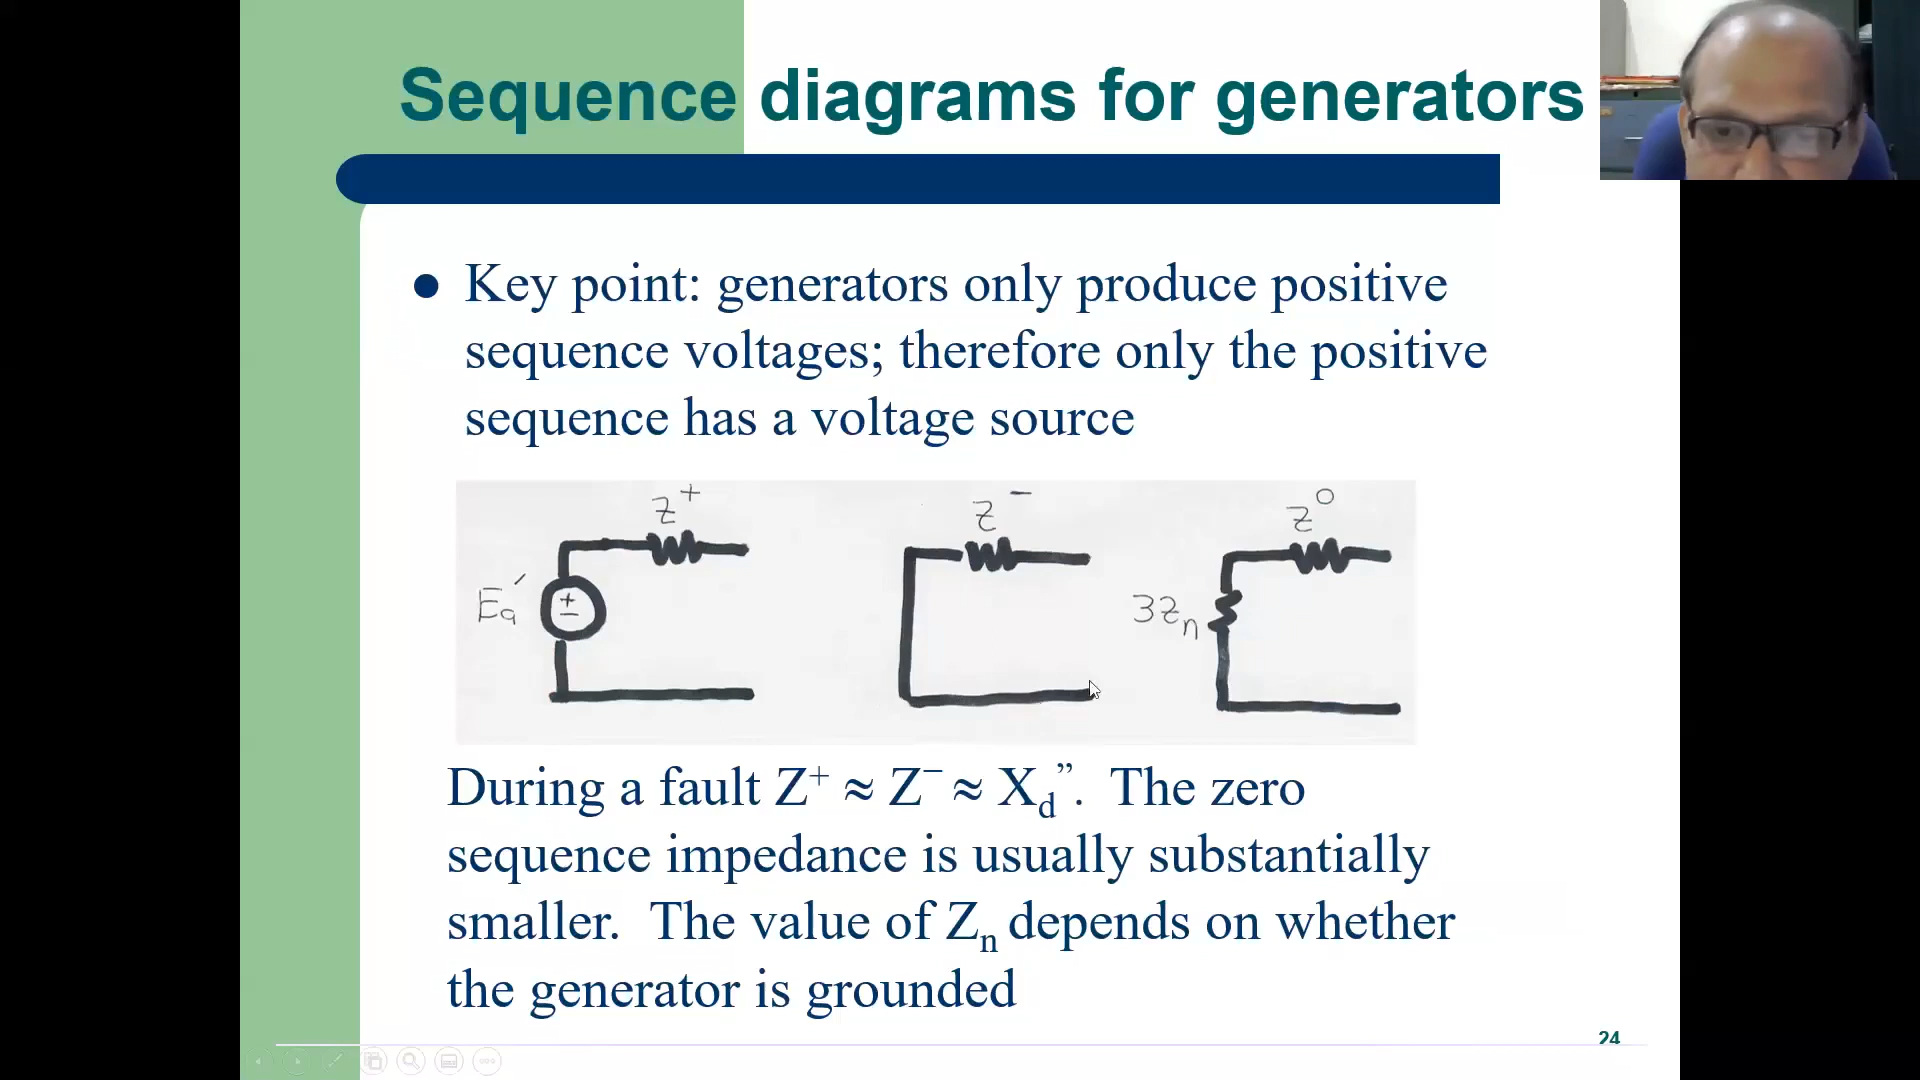 Sequence diagrams for generators
● Key point: generators only produce positive
sequence voltages; therefore only the positive
sequence has a voltage source
Z⁺
Z⁻
Z⁰
Ea′
+
−
3Zn
During a fault Z⁺ ≈ Z⁻ ≈ X_d”. The zero
sequence impedance is usually substantially
smaller. The value of Zₙ depends on whether
the generator is grounded
24